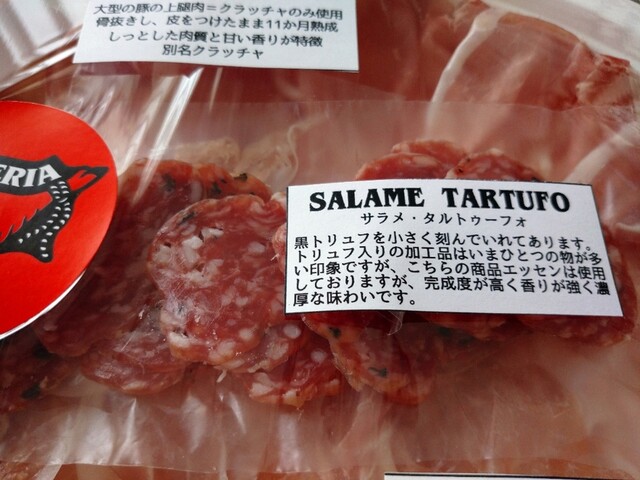 大型の豚の上腿肉=クラッチャのみ使用
骨抜きし、皮をつけたまま11か月熟成
しっとした肉質と甘い香りが特徴
別名クラッチャ
ERIA
SALAME TARTUFO
サラメ・タルトゥーフォ
黒トリュフを小さく刻んでいれてあります。
トリュフ入りの加工品はいまひとつの物が多
い印象ですが、こちらの商品エッセンは使用
しておりますが、完成度が高く香りが強く濃
厚な味わいです。